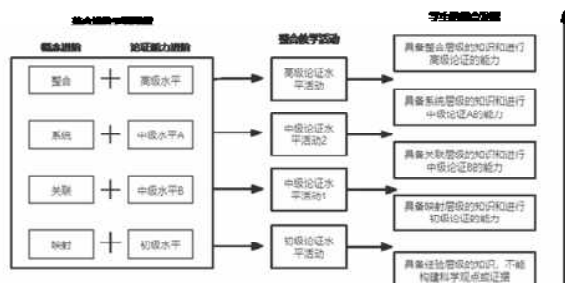 概念进阶
论证能力进阶
整合教学活动
整合
高级水平
高级论证水
平活动
具备整合层级的知识和进行
高级论证的能力
系统
中级水平A
中级论证水
平活动2
具备系统层级的知识和进行
中级论证A的能力
关联
中级水平B
中级论证水
平活动1
具备关联层级的知识和进行
中级论证B的能力
映射
初级水平
初级论证水
平活动
具备映射层级的知识和进行
初级论证的能力
具备经验层级的知识，不能
构建科学观点或证据